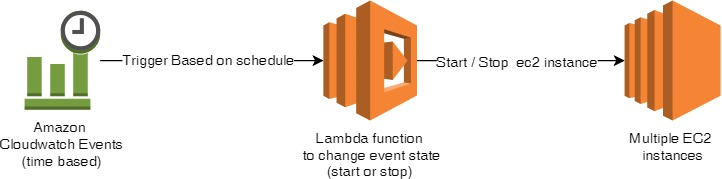 Trigger Based on schedule
Start / Stop ec2 instance
Amazon
Cloudwatch Events
(time based)
Lambda function
to change event state
(start or stop)
Multiple EC2
instances